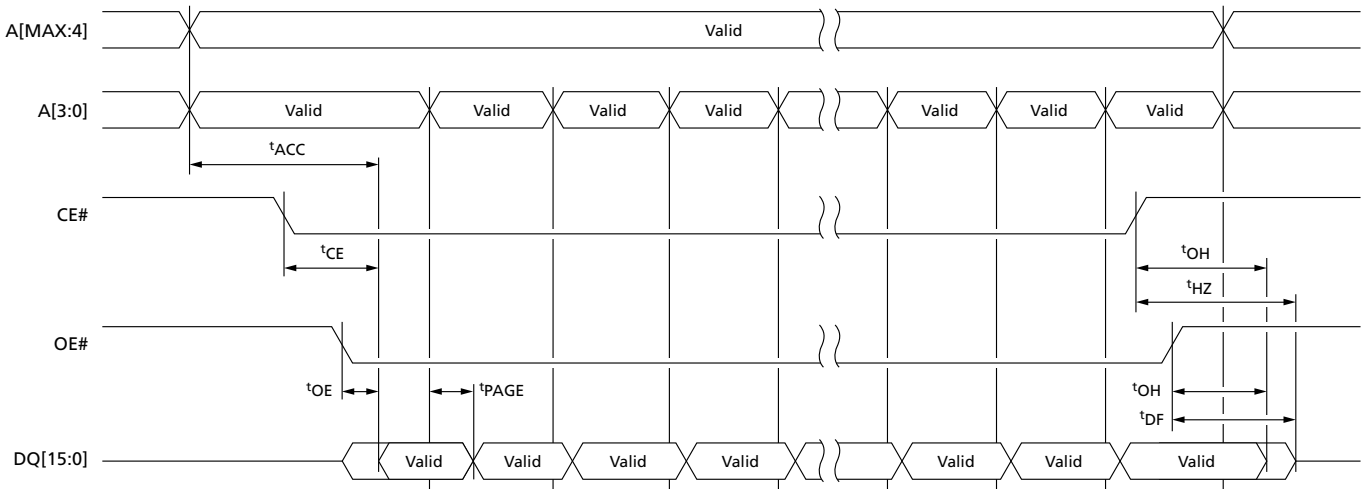 A[MAX:4]
Valid
A[3:0]
Valid Valid Valid Valid Valid Valid Valid
tACC
CE#
tCE tOH
tHZ
OE#
tOE tPAGE tOH
tDF
DQ[15:0]
Valid Valid Valid Valid Valid Valid Valid